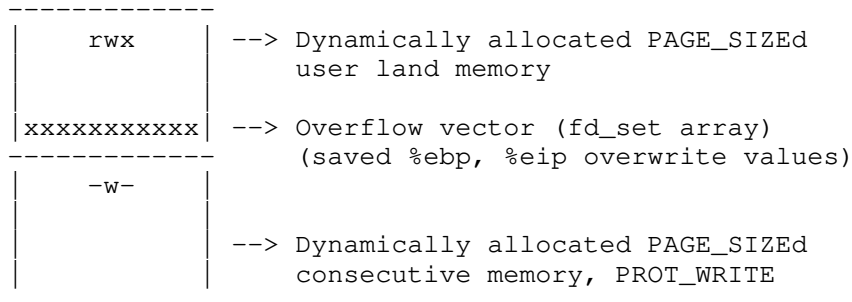 -------------
|    rwx    | --> Dynamically allocated PAGE_SIZEd
|           |     user land memory
|           |
|xxxxxxxxxxx| --> Overflow vector (fd_set array)
-------------     (saved %ebp, %eip overwrite values)
|    -w-    |
|           |
|           | --> Dynamically allocated PAGE_SIZEd
|           |     consecutive memory, PROT_WRITE